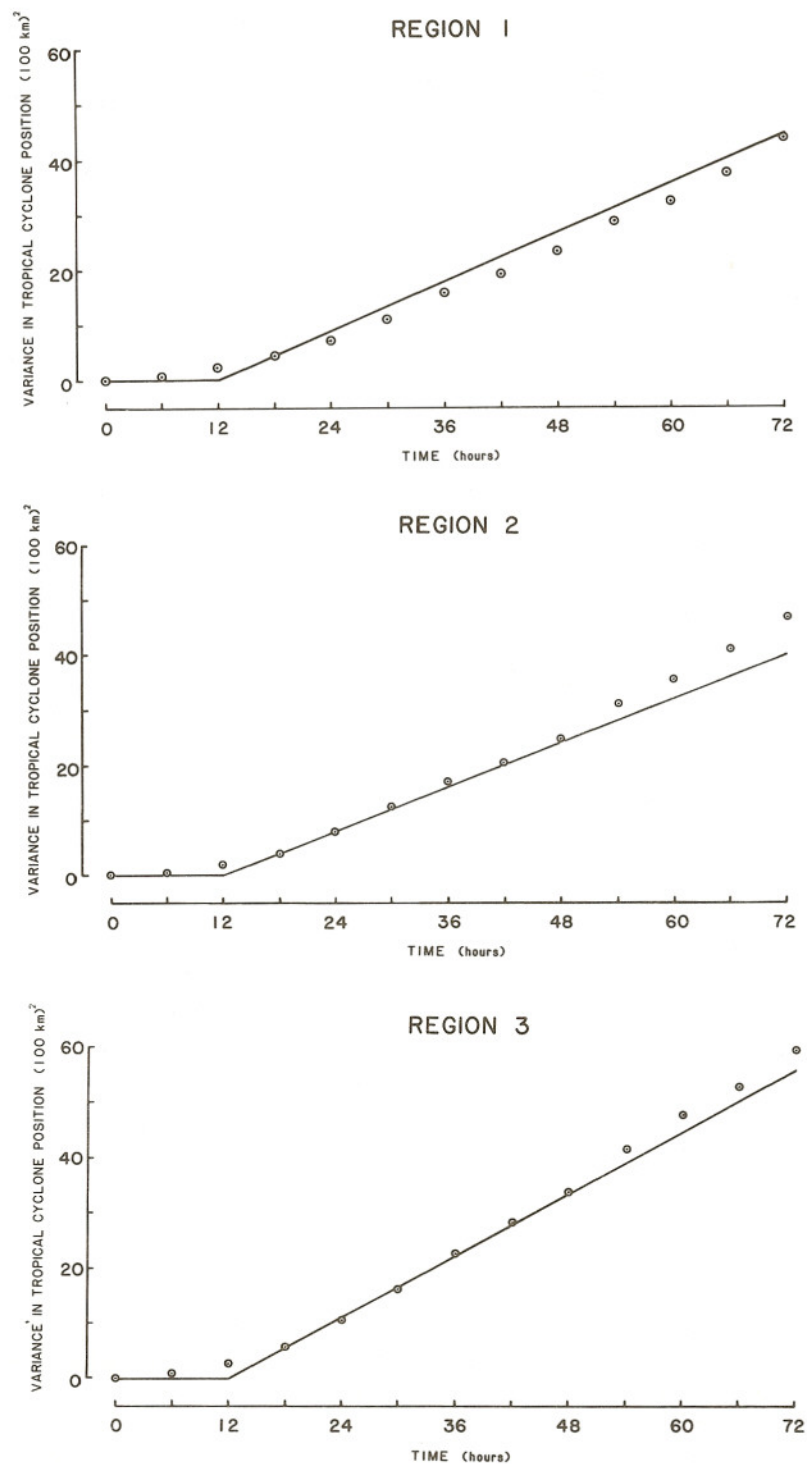 REGION 1
VARIANCE IN TROPICAL CYCLONE POSITION (100 km)²
60
40
20
0
0 12 24 36 48 60 72
TIME (hours)
REGION 2
VARIANCE IN TROPICAL CYCLONE POSITION (100 km)²
60
40
20
0
0 12 24 36 48 60 72
TIME (hours)
REGION 3
VARIANCE IN TROPICAL CYCLONE POSITION (100 km)²
60
40
20
0
0 12 24 36 48 60 72
TIME (hours)